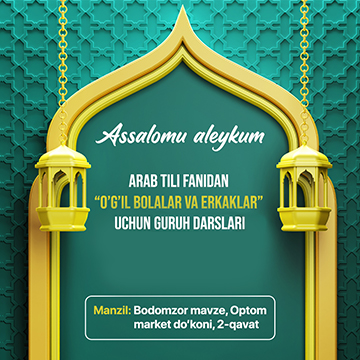 Assalomu aleykum
ARAB TILI FANIDAN
“O‘G‘IL BOLALAR VA ERKAKLAR”
UCHUN GURUH DARSLARI
Manzil: Bodomzor mavze, Optom
market do‘koni, 2-qavat